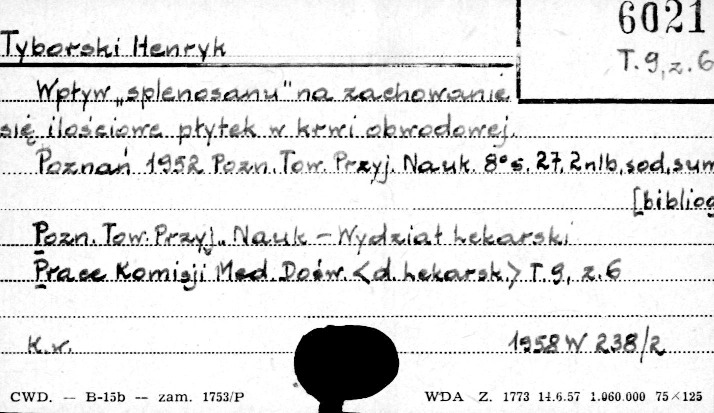 6021
T. 9, z. 6
Tyborski Henryk
Wpływ „splenosanu" na zachowanie
się ilościowe płytek w krwi obwodowej.
Poznań 1952 Pozn. Tow. Przyj. Nauk. 8° s. 27, 2 nlb, sod, sum
[bibliog
Pozn. Tow. Przyj. Nauk – Wydział Lekarski
Prace Komisji Med. Dośw. <d. Lekarsk.> T. 9, z. 6
K.w. 1958 W 238/2
CWD. — B-15b — zam. 1753/P WDA Z. 1773 14.6.57 1.060.000 75×125